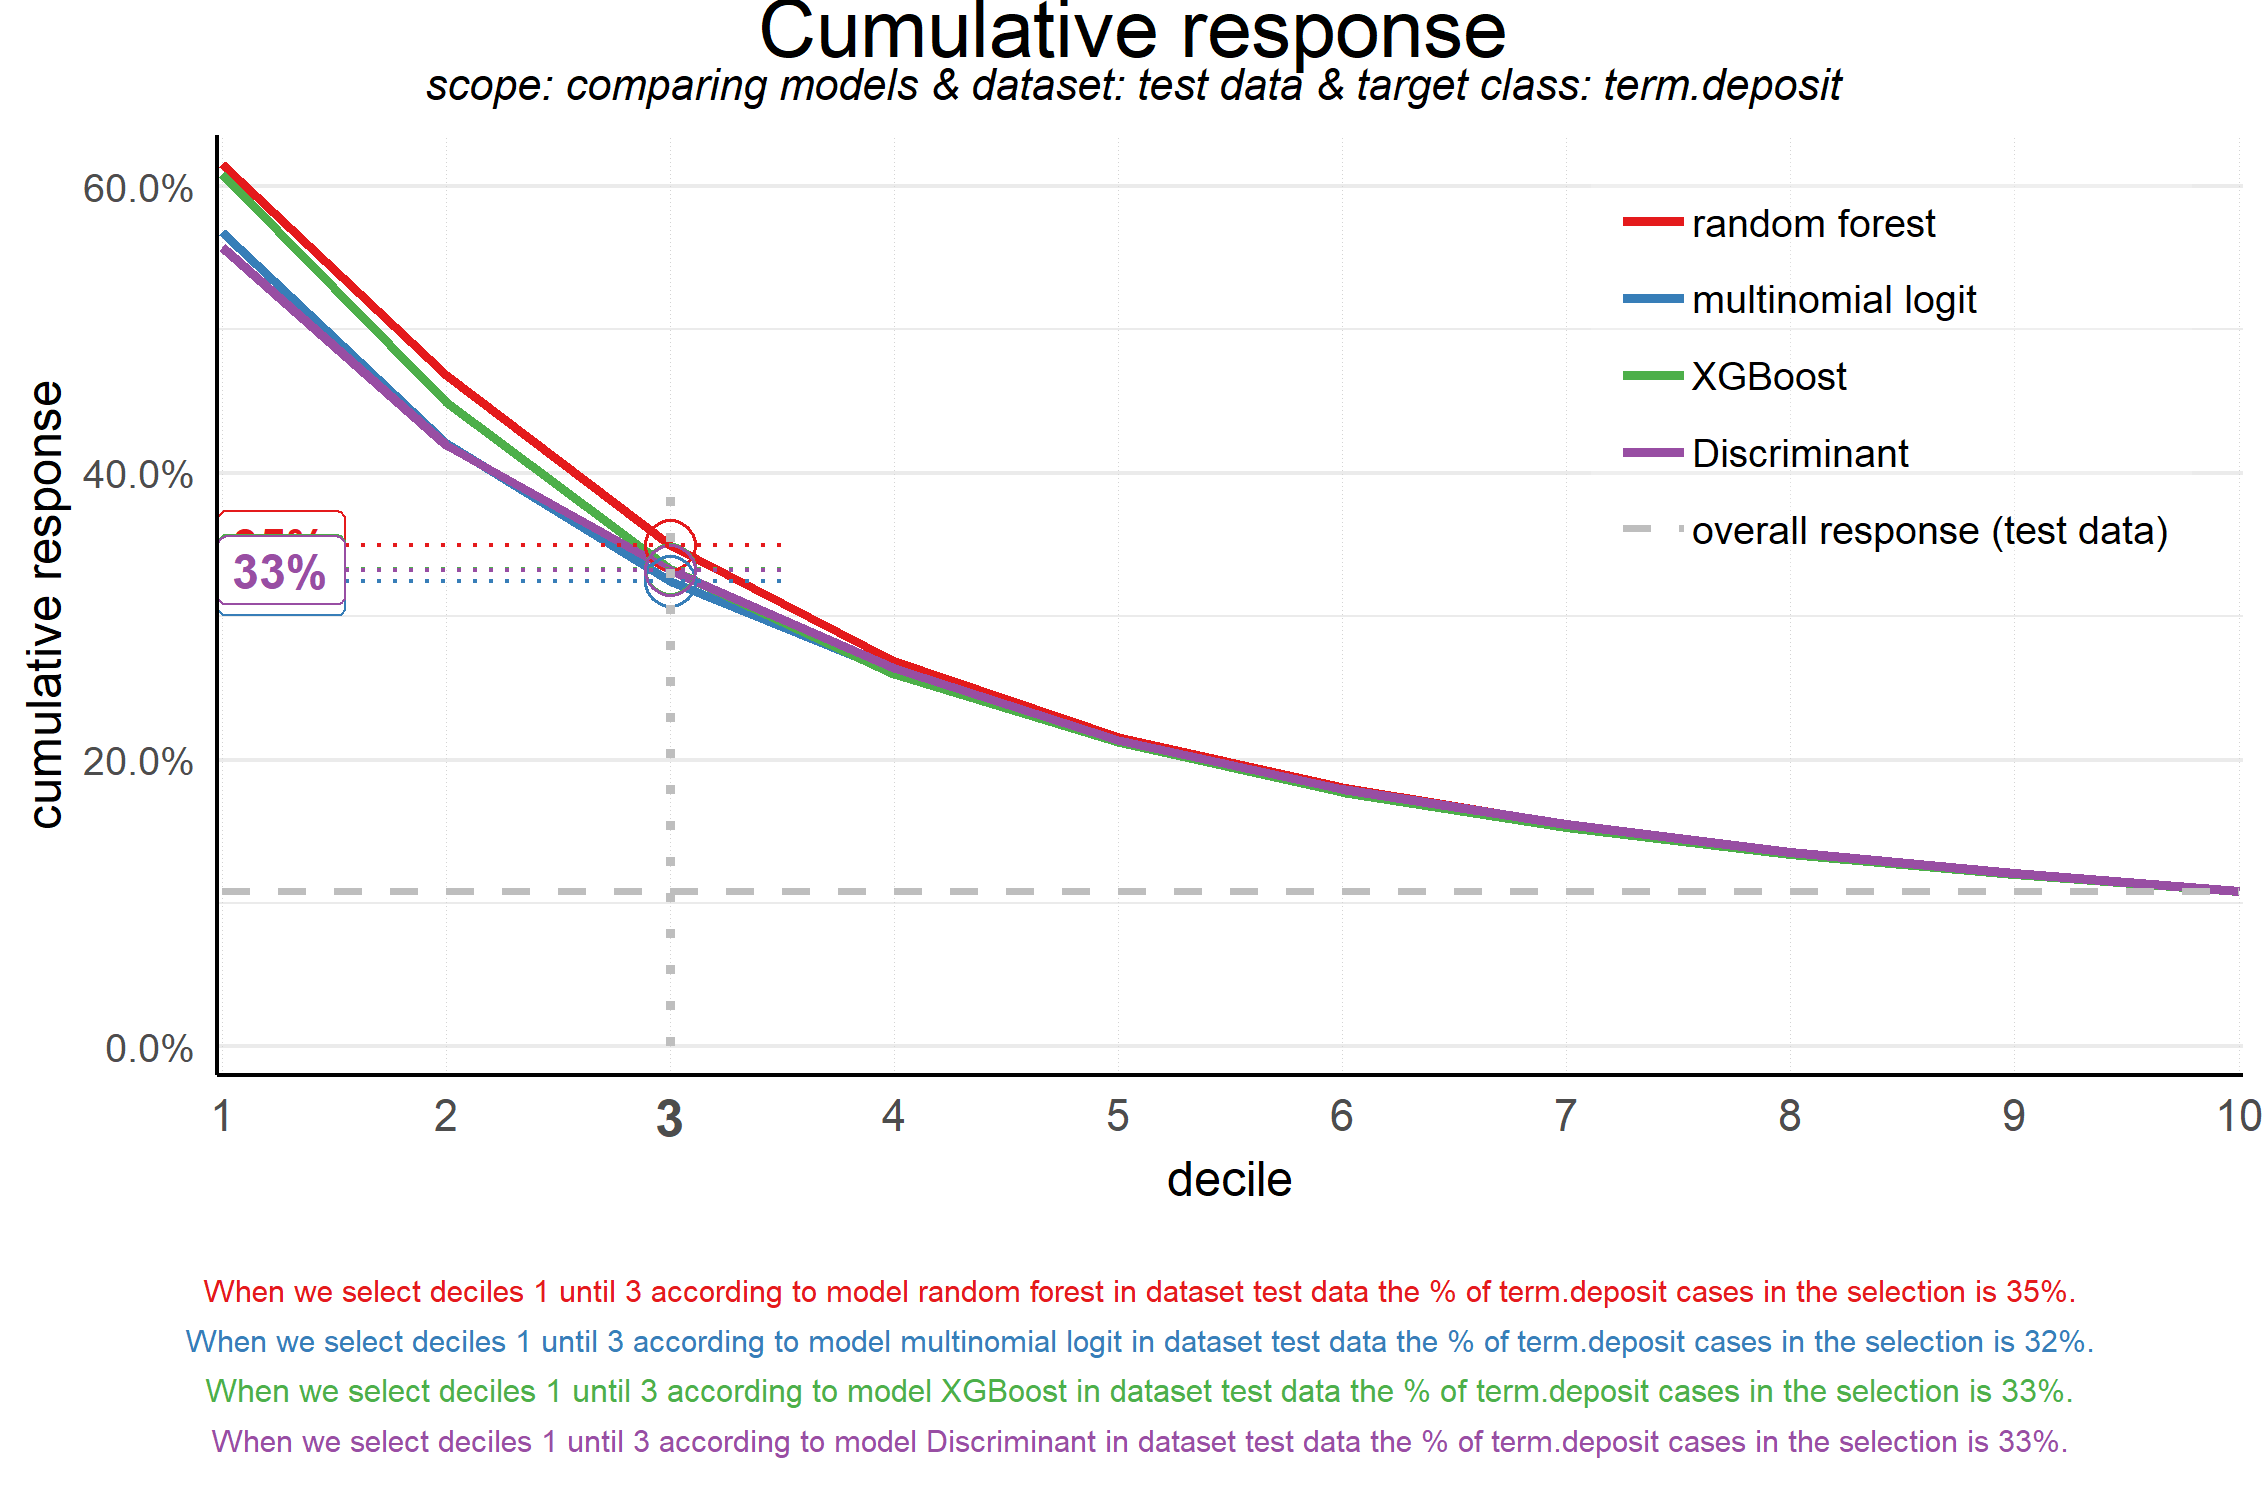 Cumulative response
scope: comparing models & dataset: test data & target class: term.deposit
cumulative response
60.0%
40.0%
20.0%
0.0%
random forest
multinomial logit
XGBoost
Discriminant
overall response (test data)
33%
1 2 3 4 5 6 7 8 9 10
decile
When we select deciles 1 until 3 according to model random forest in dataset test data the % of term.deposit cases in the selection is 35%.
When we select deciles 1 until 3 according to model multinomial logit in dataset test data the % of term.deposit cases in the selection is 32%.
When we select deciles 1 until 3 according to model XGBoost in dataset test data the % of term.deposit cases in the selection is 33%.
When we select deciles 1 until 3 according to model Discriminant in dataset test data the % of term.deposit cases in the selection is 33%.